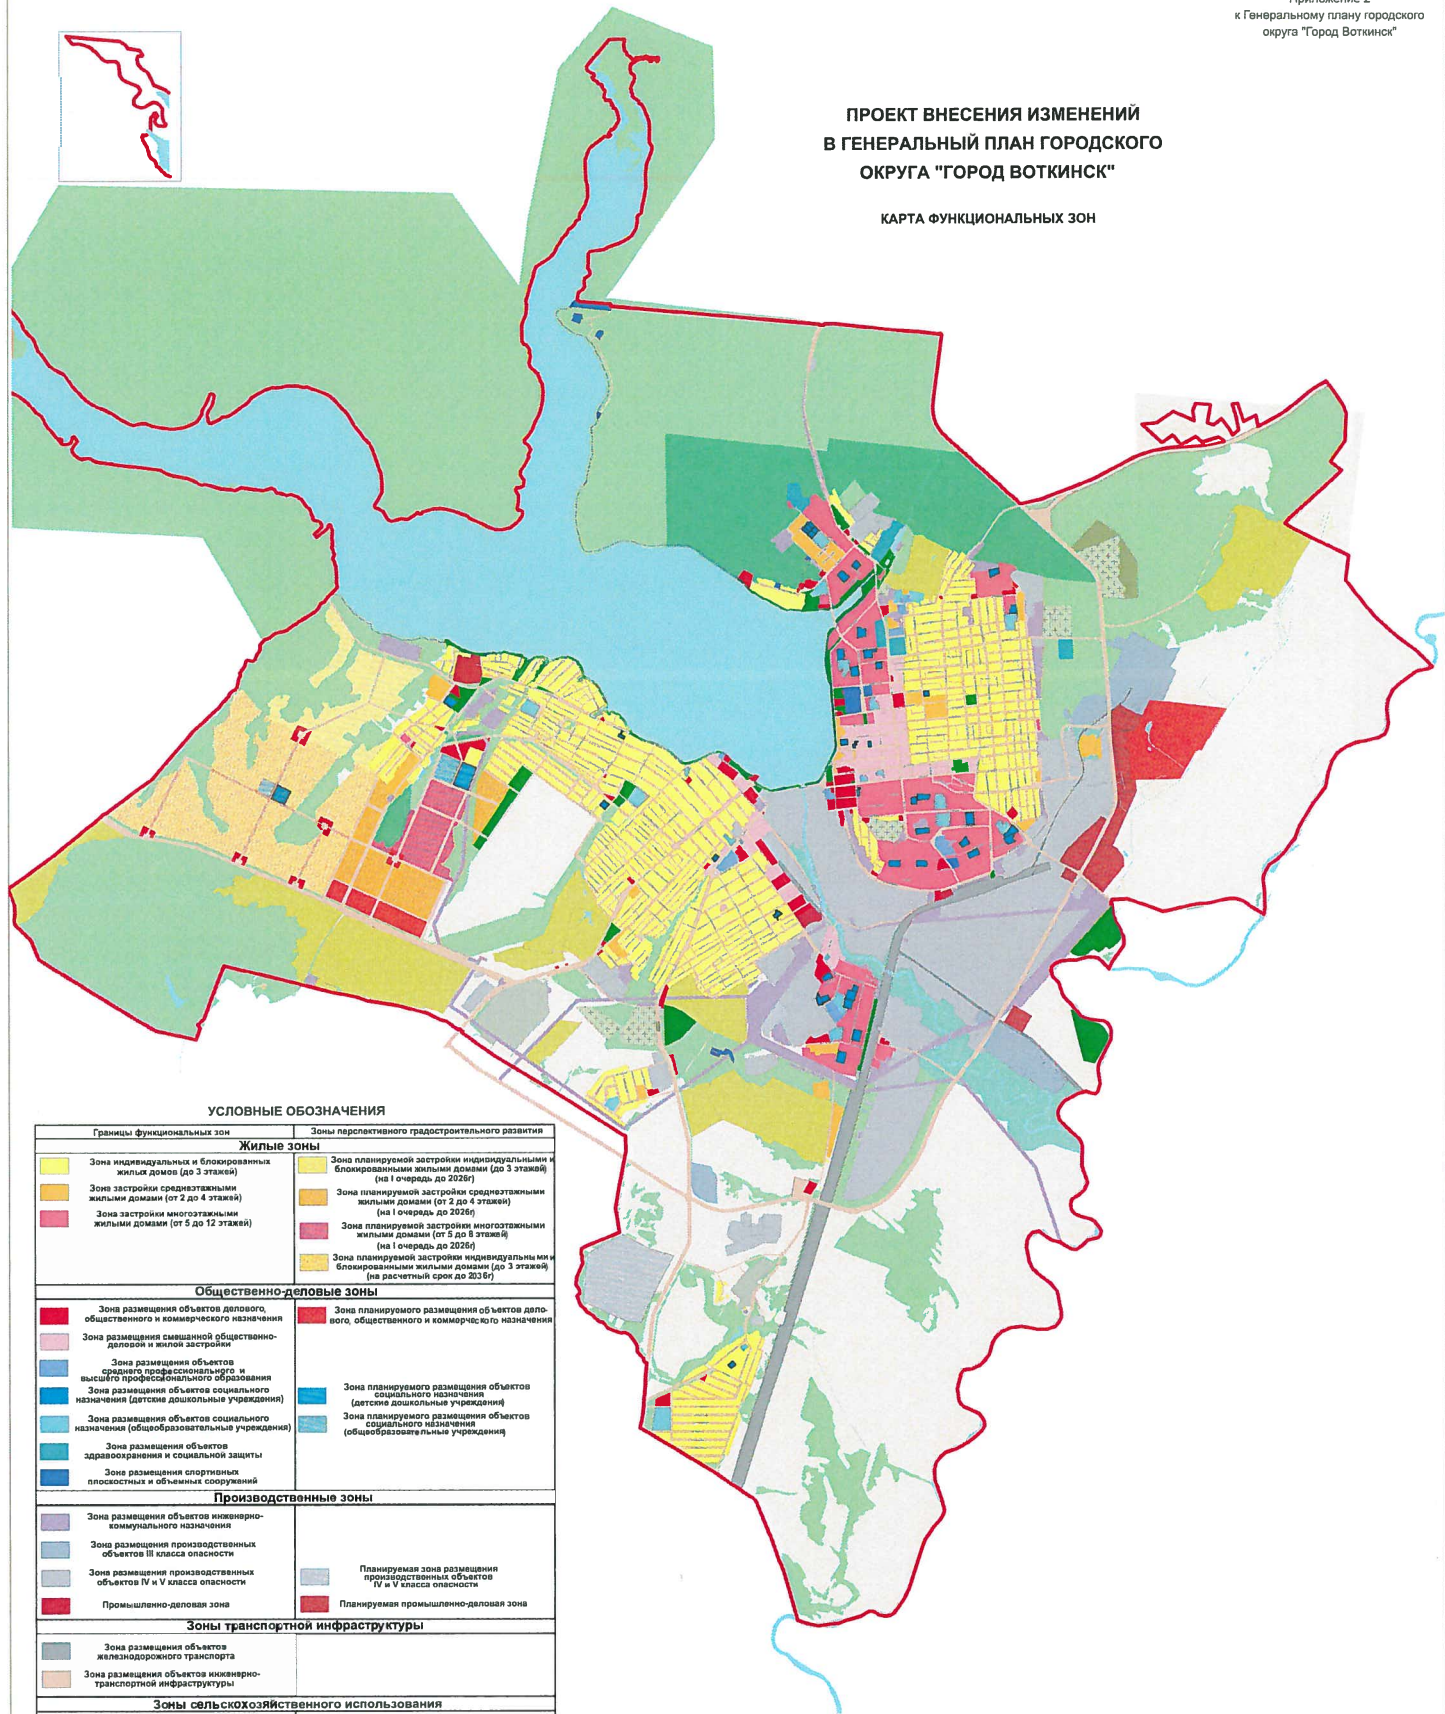 Приложение 2
к Генеральному плану городского
округа "Город Воткинск"
ПРОЕКТ ВНЕСЕНИЯ ИЗМЕНЕНИЙ
В ГЕНЕРАЛЬНЫЙ ПЛАН ГОРОДСКОГО
ОКРУГА "ГОРОД ВОТКИНСК"
КАРТА ФУНКЦИОНАЛЬНЫХ ЗОН
УСЛОВНЫЕ ОБОЗНАЧЕНИЯ
Границы функциональных зон
Зоны перспективного градостроительного развития
Жилые зоны
Зона индивидуальных и блокированных
жилых домов (до 3 этажей)
Зона застройки среднеэтажными
жилыми домами (от 2 до 4 этажей)
Зона застройки многоэтажными
жилыми домами (от 5 до 12 этажей)
Зона планируемой застройки индивидуальными и
блокированными жилыми домами (до 3 этажей)
(на I очередь до 2026г)
Зона планируемой застройки среднеэтажными
жилыми домами (от 2 до 4 этажей)
(на I очередь до 2026г)
Зона планируемой застройки многоэтажными
жилыми домами (от 5 до 8 этажей)
(на I очередь до 2026г)
Зона планируемой застройки индивидуальными и
блокированными жилыми домами (до 3 этажей)
(на расчетный срок до 2036г)
Общественно-деловые зоны
Зона размещения объектов делового,
общественного и коммерческого назначения
Зона размещения смешанной общественно-
деловой и жилой застройки
Зона размещения объектов
среднего профессионального и
высшего профессионального образования
Зона размещения объектов социального
назначения (детские дошкольные учреждения)
Зона размещения объектов социального
назначения (общеобразовательные учреждения)
Зона размещения объектов
здравоохранения и социальной защиты
Зона размещения спортивных
плоскостных и объемных сооружений
Зона планируемого размещения объектов дело-
вого, общественного и коммерческого назначения
Зона планируемого размещения объектов
социального назначения
(детские дошкольные учреждения)
Зона планируемого размещения объектов
социального назначения
(общеобразовательные учреждения)
Производственные зоны
Зона размещения объектов инженерно-
коммунального назначения
Зона размещения производственных
объектов III класса опасности
Зона размещения производственных
объектов IV и V класса опасности
Промышленно-деловая зона
Планируемая зона размещения
производственных объектов
IV и V класса опасности
Планируемая промышленно-деловая зона
Зоны транспортной инфраструктуры
Зона размещения объектов
железнодорожного транспорта
Зона размещения объектов инженерно-
транспортной инфраструктуры
Зоны сельскохозяйственного использования